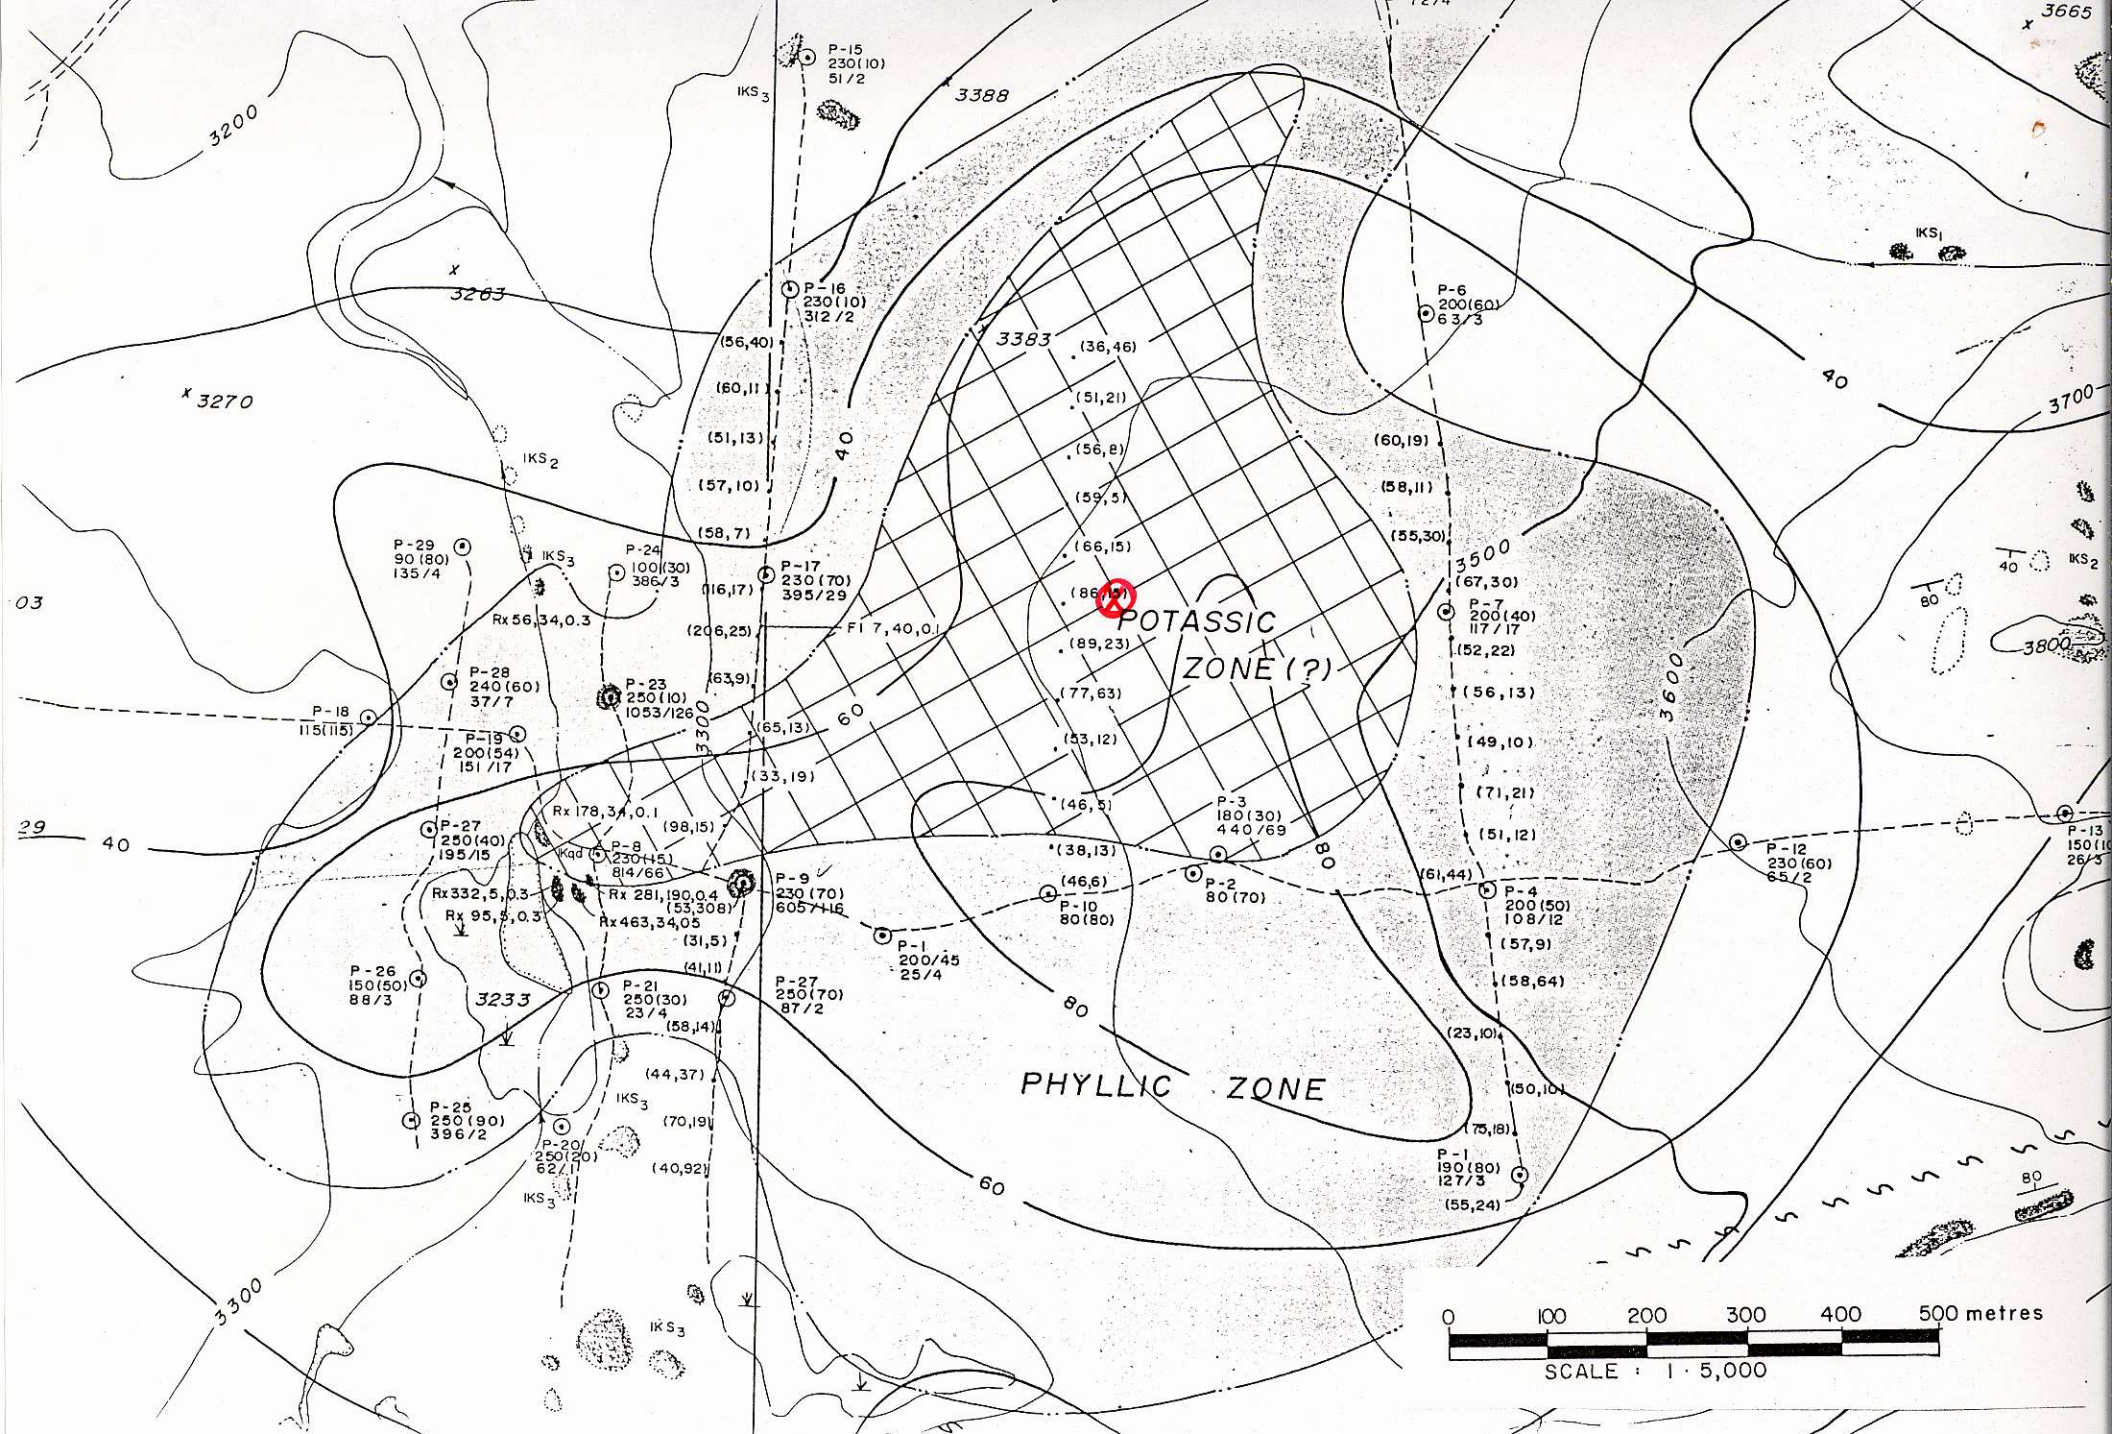 1274
3665
P-15
230(10)
51/2
IKS3
3388
3200
IKS1
3283
P-16
230(10)
312/2
P-6
200(60)
63/3
(56,40)
3383
(36,46)
40
3700
3270
(60,11)
(51,21)
(51,13)
40
(60,19)
(56,8)
IKS2
(57,10)
(59,5)
(58,11)
(58,7)
(55,30)
P-29
90(80)
135/4
IKS3
P-24
100(30)
386/3
(66,15)
3500
40
IKS2
P-17
230(70)
395/29
(116,17)
(67,30)
P-7
200(40)
117/17
80
03
Rx 56,34,0.3
(206,25)
F1 7,40,0.1
POTASSIC
ZONE (?)
(89,23)
(52,22)
3800
3600
P-28
240(60)
37/7
P-23
250(10)
1053/126
(63,9)
(77,63)
(56,13)
P-18
115(115)
P-19
200(54)
151/17
3300
(65,13)
60
(53,12)
(49,10)
(33,19)
(71,21)
Rx 178,34,0.1
(98,15)
(46,5)
P-3
180(30)
440/69
(51,12)
P-13
26/3
29
40
P-27
250(40)
195/15
Kqd
P-8
230(15)
814/66
(38,13)
80
P-12
230(60)
65/2
(61,44)
Rx 332,5,0.3
Rx 281,190,0.4
(53,308)
P-9
230(70)
605/116
(46,6)
P-10
80(80)
P-2
80(70)
P-4
200(50)
108/12
Rx 95,5,0.3
Rx 463,34,05
(31,5)
P-1
200/45
25/4
(57,9)
(41,11)
P-26
150(50)
88/3
3233
P-21
250(30)
23/4
P-27
250(70)
87/2
80
(58,64)
(58,14)
(23,10)
(44,37)
PHYLLIC ZONE
(50,10)
P-25
250(90)
396/2
IKS3
(70,19)
(75,18)
P-20
250(20)
62/1
(40,92)
P-1
190(80)
127/3
(55,24)
IKS3
60
80
3300
IKS3
0 100 200 300 400 500 metres
SCALE : 1·5,000